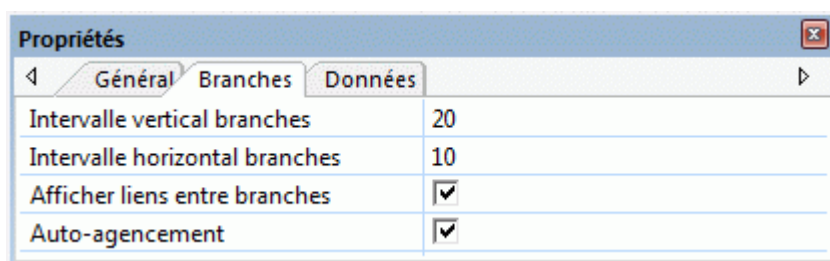 Propriétés
Général Branches Données
Intervalle vertical branches 20
Intervalle horizontal branches 10
Afficher liens entre branches
Auto-agencement